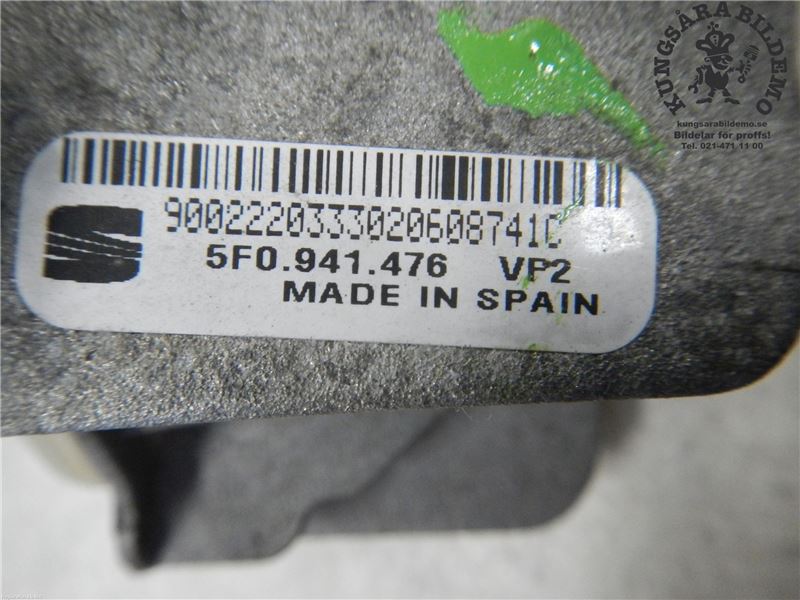 KUNGSÅRA BILDEMO
kungsarabildemo.se
Bildelar för proffs!
Tel. 021-471 11 00
9002220333020608741C
5F0.941.476 VP2
MADE IN SPAIN